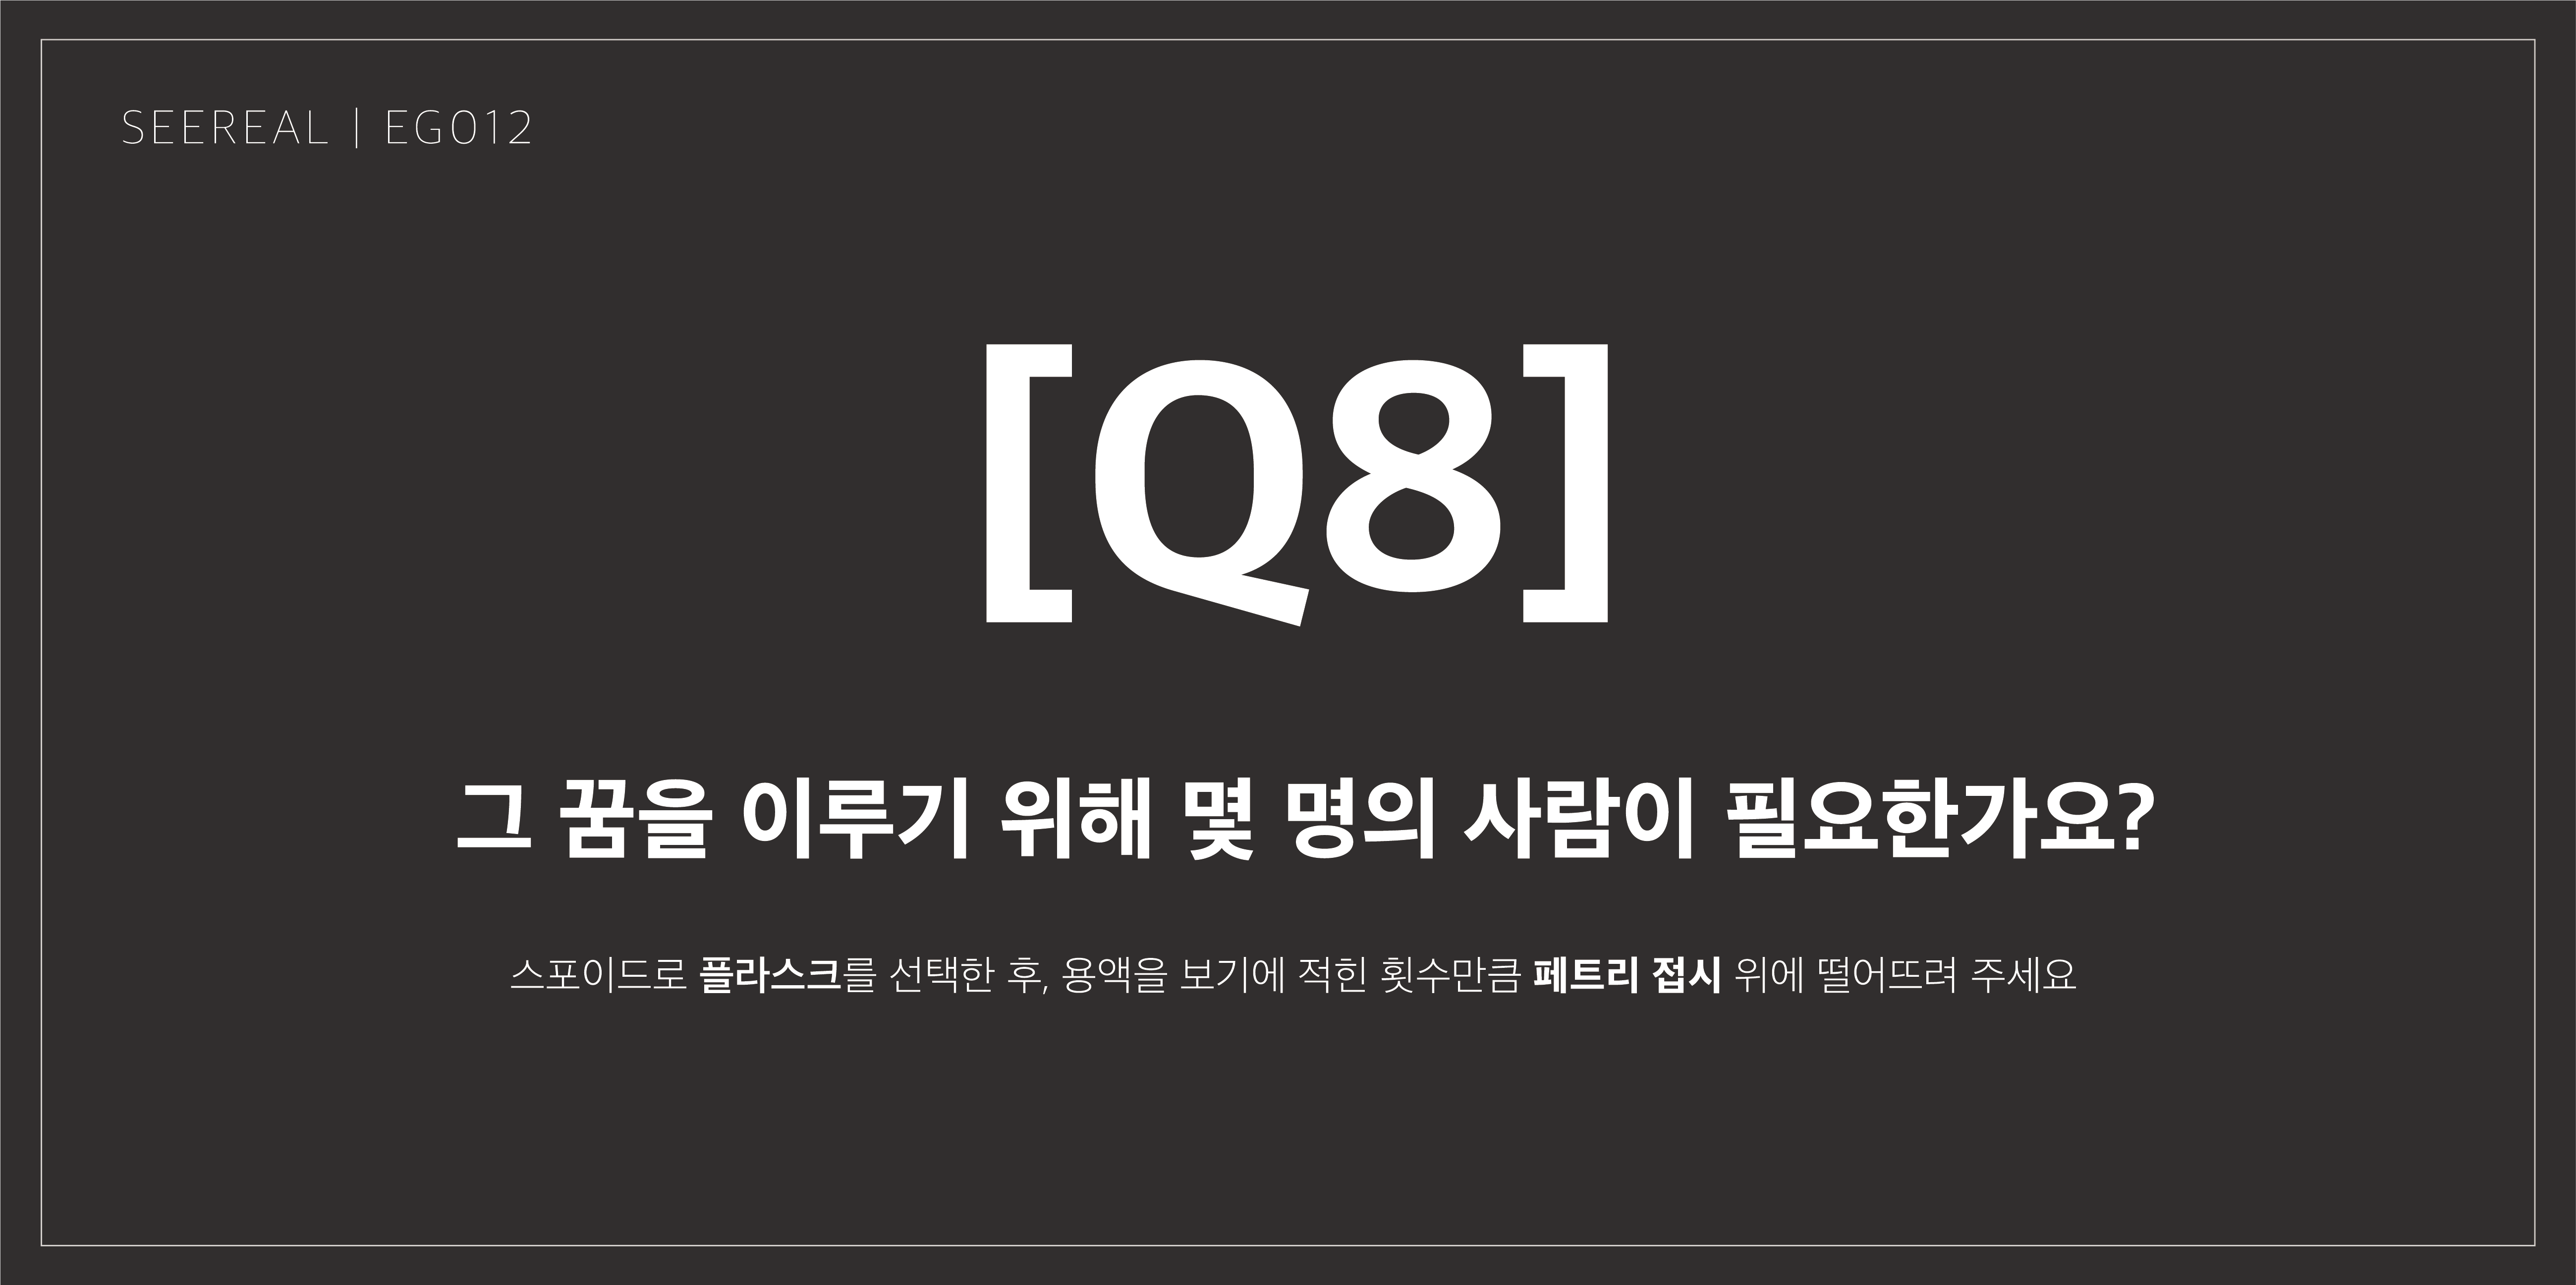 SEEREAL | EG012
[Q8]
그 꿈을 이루기 위해 몇 명의 사람이 필요한가요?
스포이드로 플라스크를 선택한 후, 용액을 보기에 적힌 횟수만큼 페트리 접시 위에 떨어뜨려 주세요